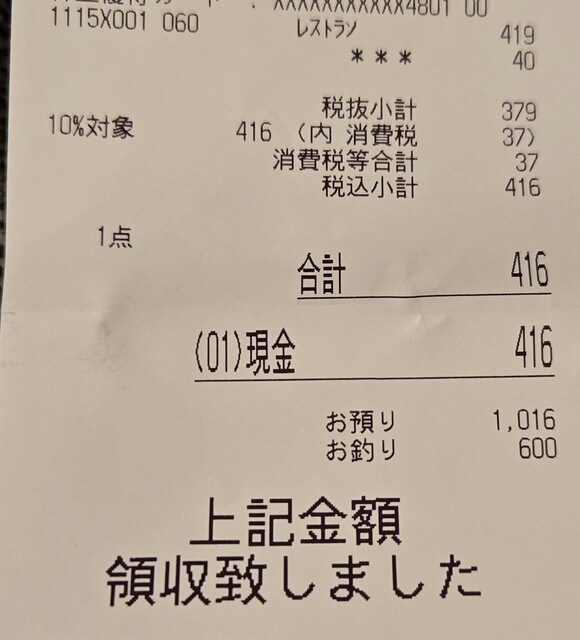 XXXXXXXXXXX4801 00
1115X001 060 レストラン 419
*** 40
税抜小計 379
10%対象 416 (内 消費税 37)
消費税等合計 37
税込小計 416
1点
合計 416
(01)現金 416
お預り 1,016
お釣り 600
上記金額
領収致しました